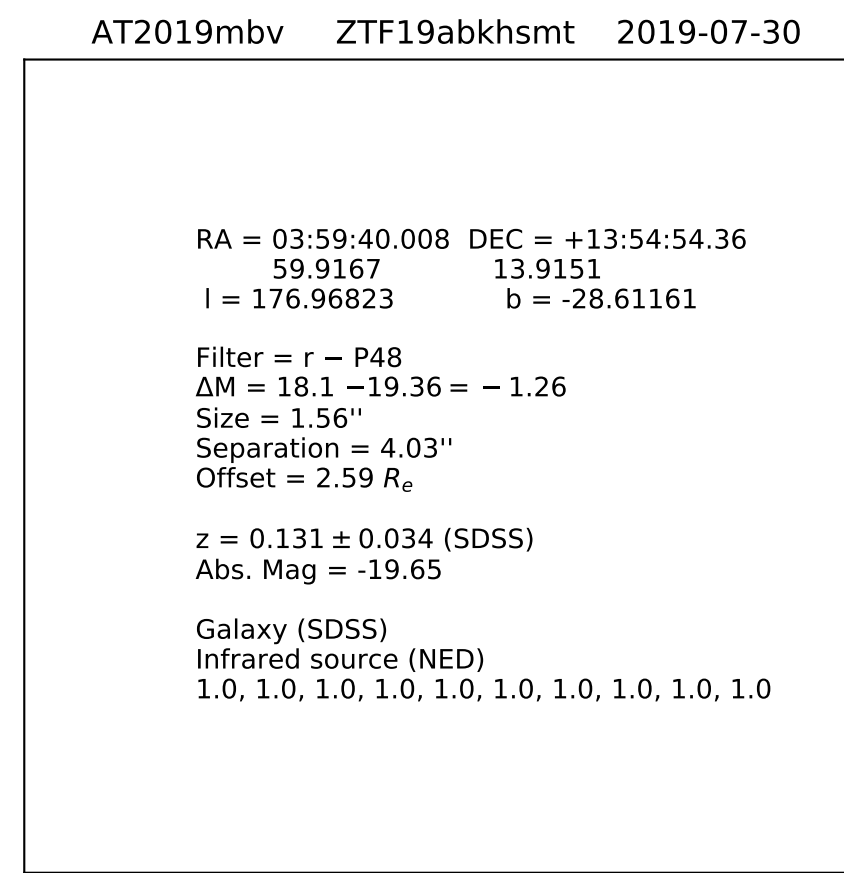 AT2019mbv ZTF19abkhsmt 2019-07-30
RA = 03:59:40.008 DEC = +13:54:54.36
59.9167 13.9151
l = 176.96823 b = -28.61161
Filter = r − P48
ΔM = 18.1 −19.36 = − 1.26
Size = 1.56''
Separation = 4.03''
Offset = 2.59 Rₑ
z = 0.131 ± 0.034 (SDSS)
Abs. Mag = -19.65
Galaxy (SDSS)
Infrared source (NED)
1.0, 1.0, 1.0, 1.0, 1.0, 1.0, 1.0, 1.0, 1.0, 1.0